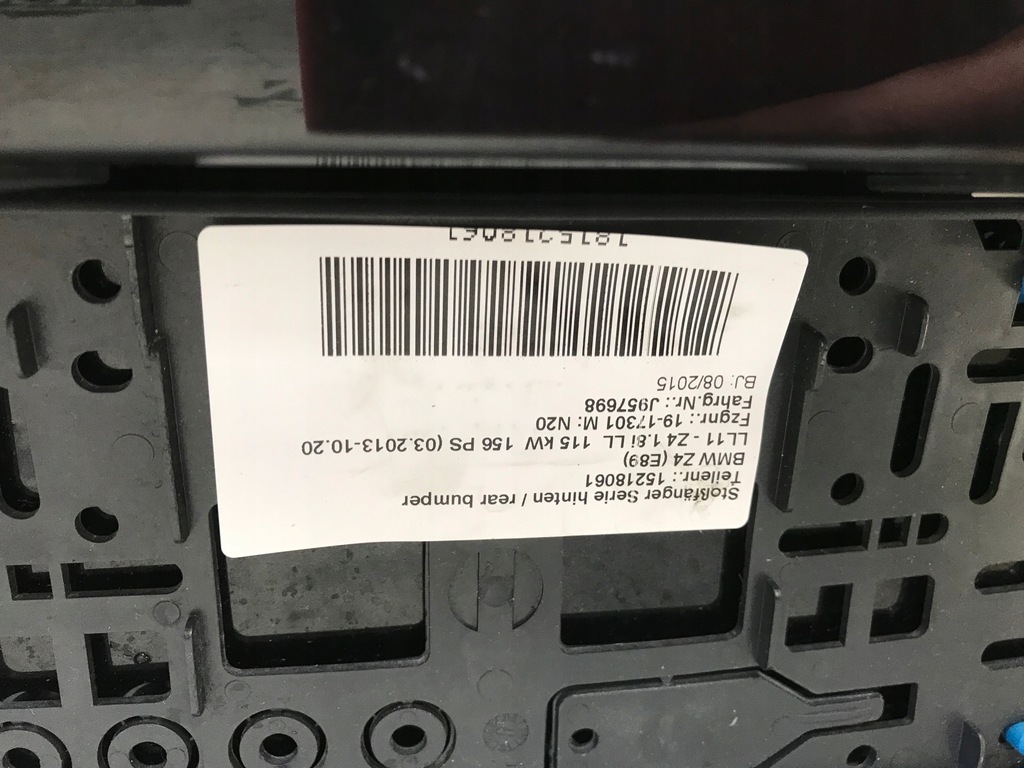 Stoßfänger Serie hinten / rear bumper
Teilenr.: 15218061
BMW Z4 (E89)
LL11 - Z4 1.8i LL 115 kW 156 PS (03.2013-10.20
Fzgnr.: 19-17301 M: N20
Fahrg.Nr.: J957698
BJ: 08/2015